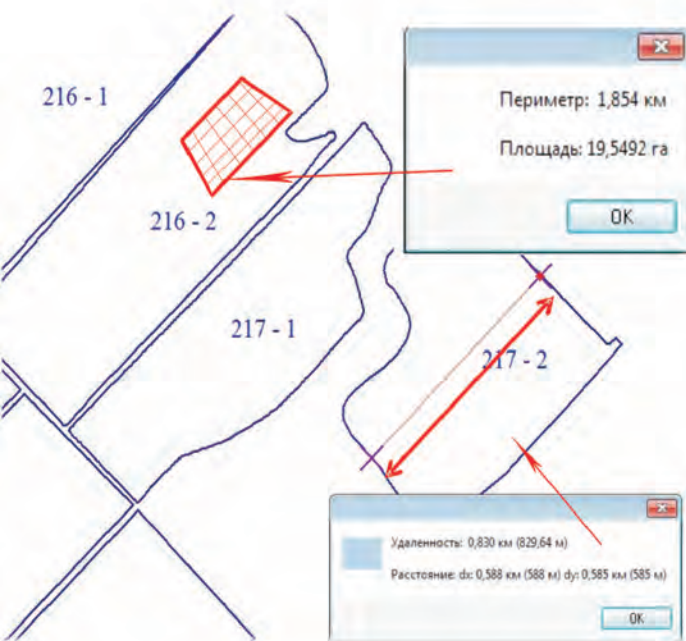 216 - 1
Периметр: 1,854 км
Площадь: 19,5492 га
OK
216 - 2
217 - 1
217 - 2
Удаленность: 0,830 км (829,64 м)
Расстояние: dx: 0,588 км (588 м) dy: 0,585 км (585 м)
OK